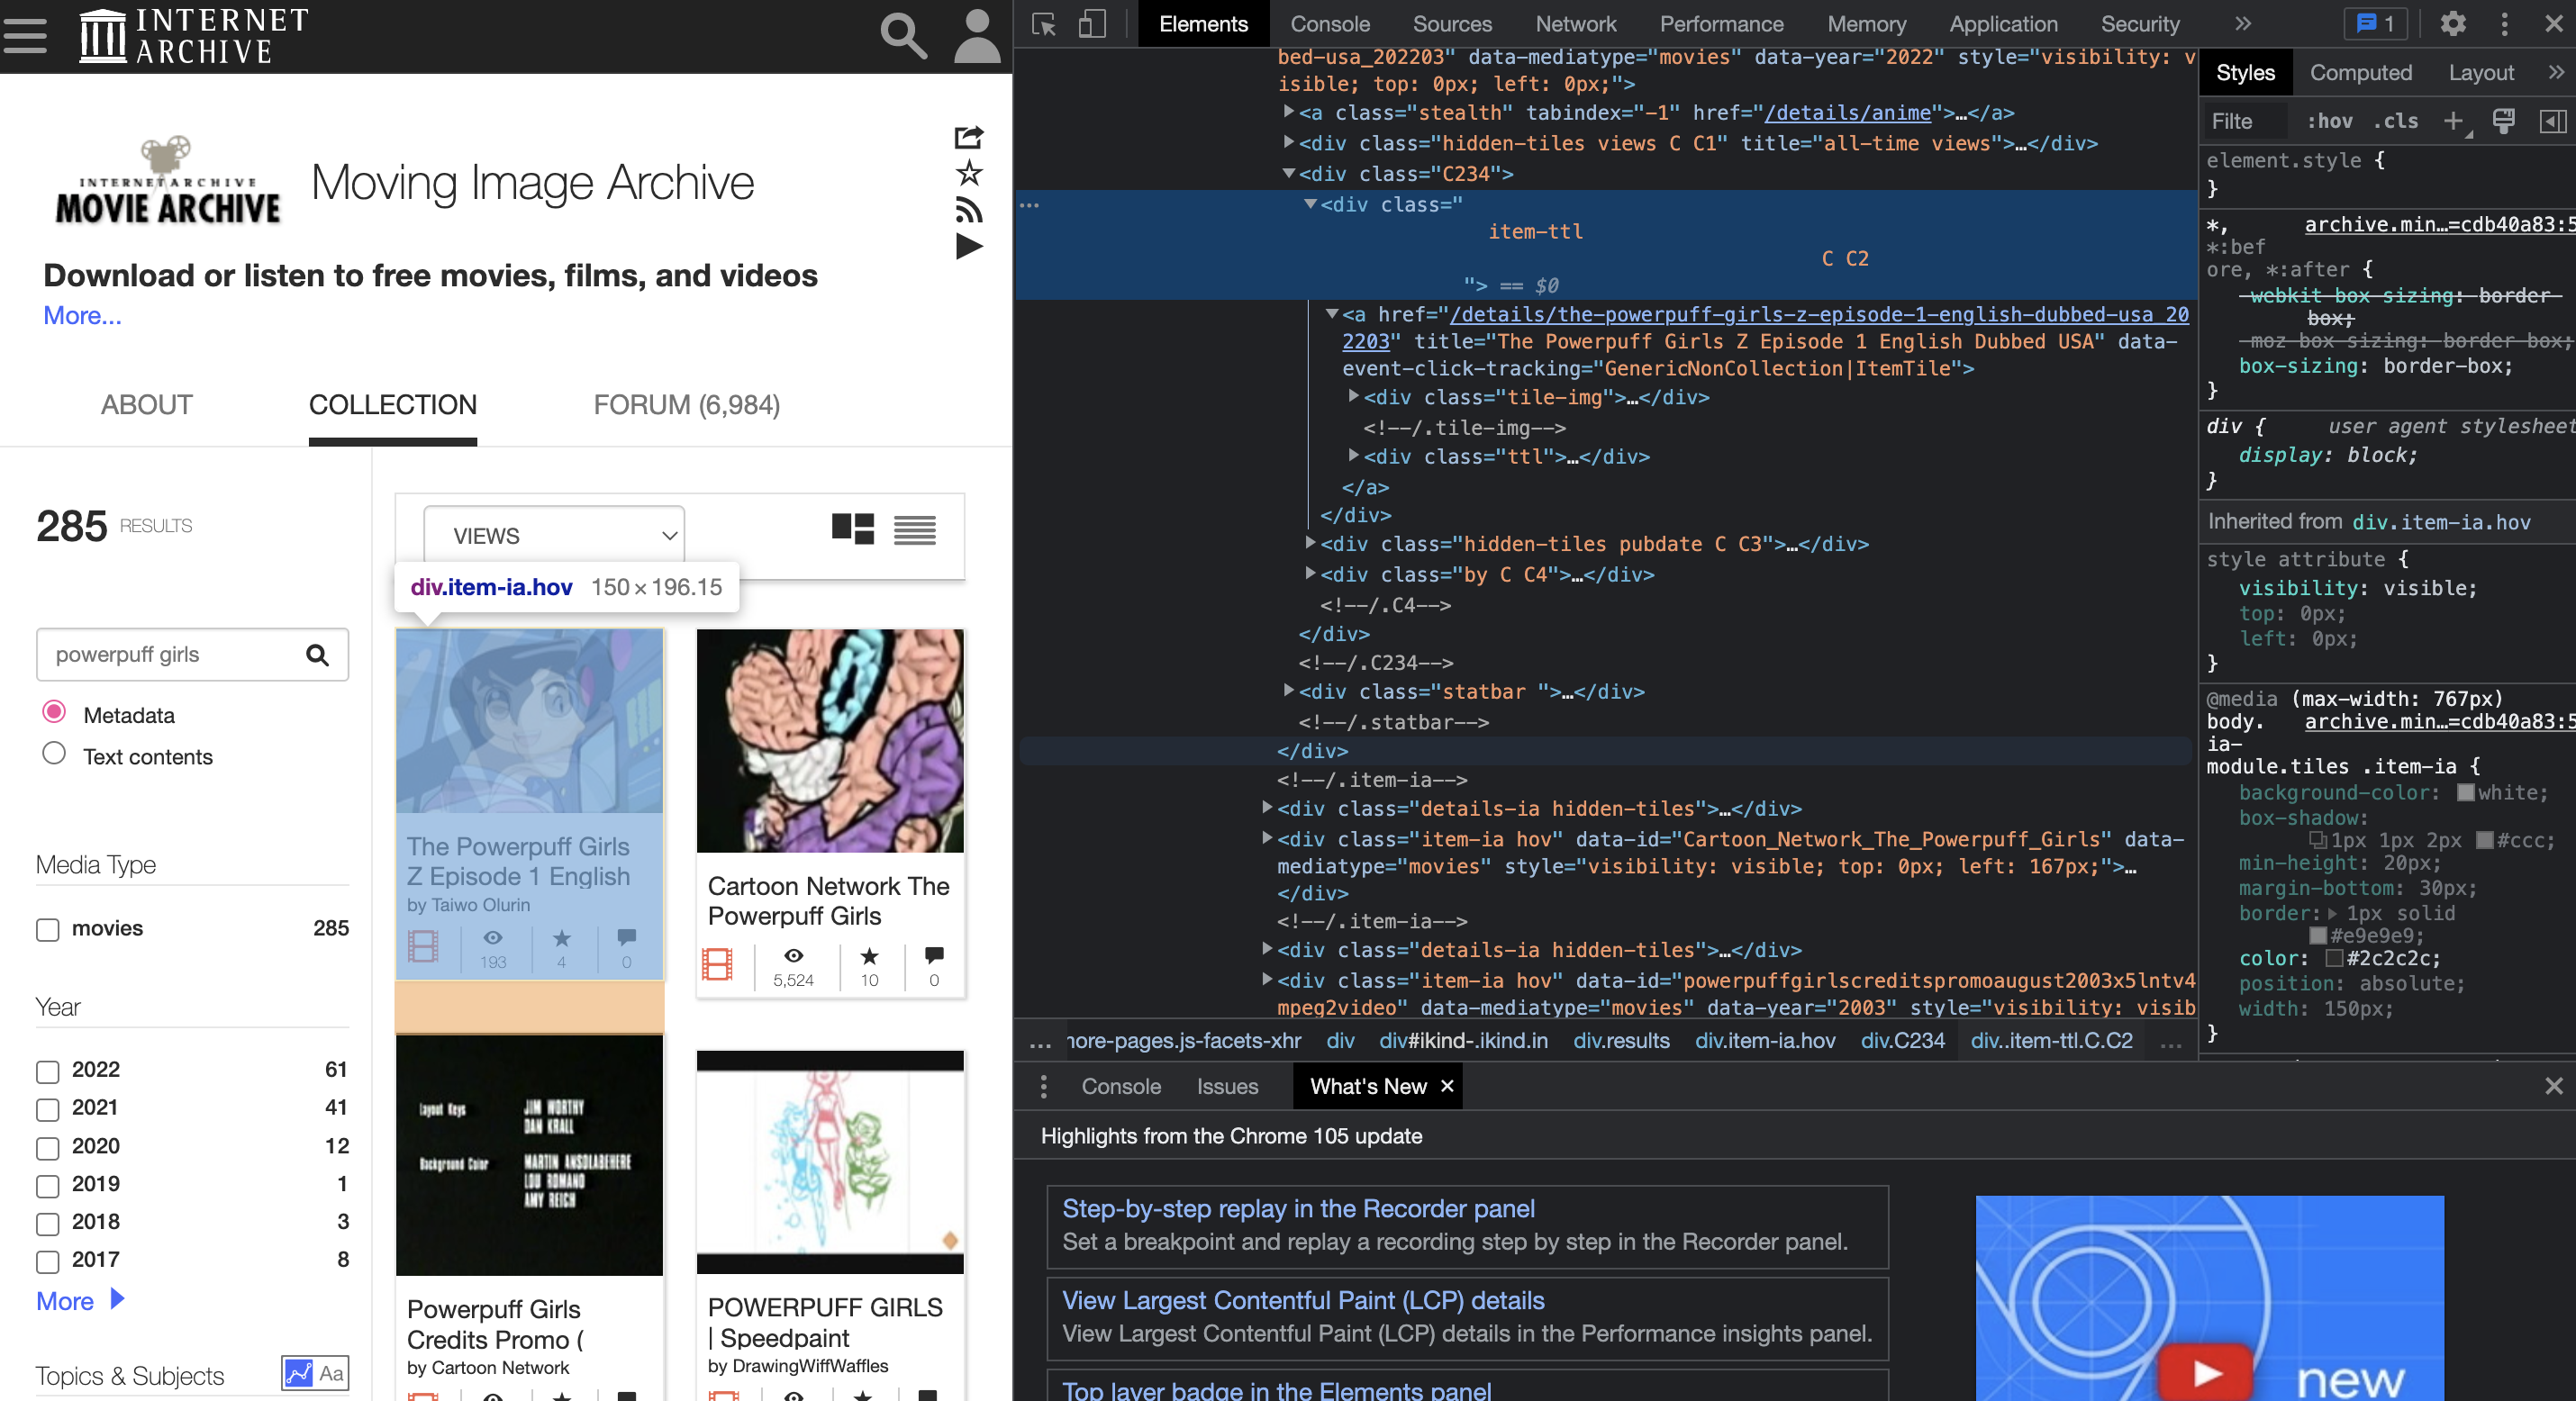 INTERNET
ARCHIVE
INTERNET ARCHIVE
MOVIE ARCHIVE
Moving Image Archive
Download or listen to free movies, films, and videos
More...
ABOUT
COLLECTION
FORUM (6,984)
285 RESULTS
VIEWS
div.item-ia.hov 150 × 196.15
powerpuff girls
Metadata
Text contents
Media Type
movies 285
Year
2022 61
2021 41
2020 12
2019 1
2018 3
2017 8
More
Topics & Subjects
Aa
The Powerpuff Girls
Z Episode 1 English
by Taiwo Olurin
193 4 0
Cartoon Network The
Powerpuff Girls
5,524 10 0
Layout Keys
JIM WORTHY
DAN KRALL
Background Color
MARTIN ANSOLABEHERE
LOU ROMANO
AMY REICH
Powerpuff Girls
Credits Promo (
by Cartoon Network
POWERPUFF GIRLS
| Speedpaint
by DrawingWiffWaffles
Elements Console Sources Network Performance Memory Application Security » 1
bed-usa_202203" data-mediatype="movies" data-year="2022" style="visibility: v
isible; top: 0px; left: 0px;">
<a class="stealth" tabindex="-1" href="/details/anime">…</a>
<div class="hidden-tiles views C C1" title="all-time views">…</div>
<div class="C234">
<div class="
item-ttl
C C2
"> == $0
<a href="/details/the-powerpuff-girls-z-episode-1-english-dubbed-usa_20
2203" title="The Powerpuff Girls Z Episode 1 English Dubbed USA" data-
event-click-tracking="GenericNonCollection|ItemTile">
<div class="tile-img">…</div>
<!--/.tile-img-->
<div class="ttl">…</div>
</a>
</div>
<div class="hidden-tiles pubdate C C3">…</div>
<div class="by C C4">…</div>
<!--/.C4-->
</div>
<!--/.C234-->
<div class="statbar ">…</div>
<!--/.statbar-->
</div>
<!--/.item-ia-->
<div class="details-ia hidden-tiles">…</div>
<div class="item-ia hov" data-id="Cartoon_Network_The_Powerpuff_Girls" data-
mediatype="movies" style="visibility: visible; top: 0px; left: 167px;">…
</div>
<!--/.item-ia-->
<div class="details-ia hidden-tiles">…</div>
<div class="item-ia hov" data-id="powerpuffgirlscreditspromoaugust2003x5lntv4
mpeg2video" data-mediatype="movies" data-year="2003" style="visibility: visib
... nore-pages.js-facets-xhr div div#ikind-.ikind.in div.results div.item-ia.hov div.C234 div..item-ttl.C.C2 ...
Styles Computed Layout »
Filte :hov .cls +
element.style {
}
*, archive.min…=cdb40a83:5
*:bef
ore, *:after {
-webkit-box-sizing: border-
box;
-moz-box-sizing: border-box;
box-sizing: border-box;
}
div { user agent stylesheet
display: block;
}
Inherited from div.item-ia.hov
style attribute {
visibility: visible;
top: 0px;
left: 0px;
}
@media (max-width: 767px)
body. archive.min…=cdb40a83:5
ia-
module.tiles .item-ia {
background-color: white;
box-shadow:
1px 1px 2px #ccc;
min-height: 20px;
margin-bottom: 30px;
border: 1px solid
#e9e9e9;
color: #2c2c2c;
position: absolute;
width: 150px;
}
Console Issues What's New ×
Highlights from the Chrome 105 update
Step-by-step replay in the Recorder panel
Set a breakpoint and replay a recording step by step in the Recorder panel.
View Largest Contentful Paint (LCP) details
View Largest Contentful Paint (LCP) details in the Performance insights panel.
Top layer badge in the Elements panel
new